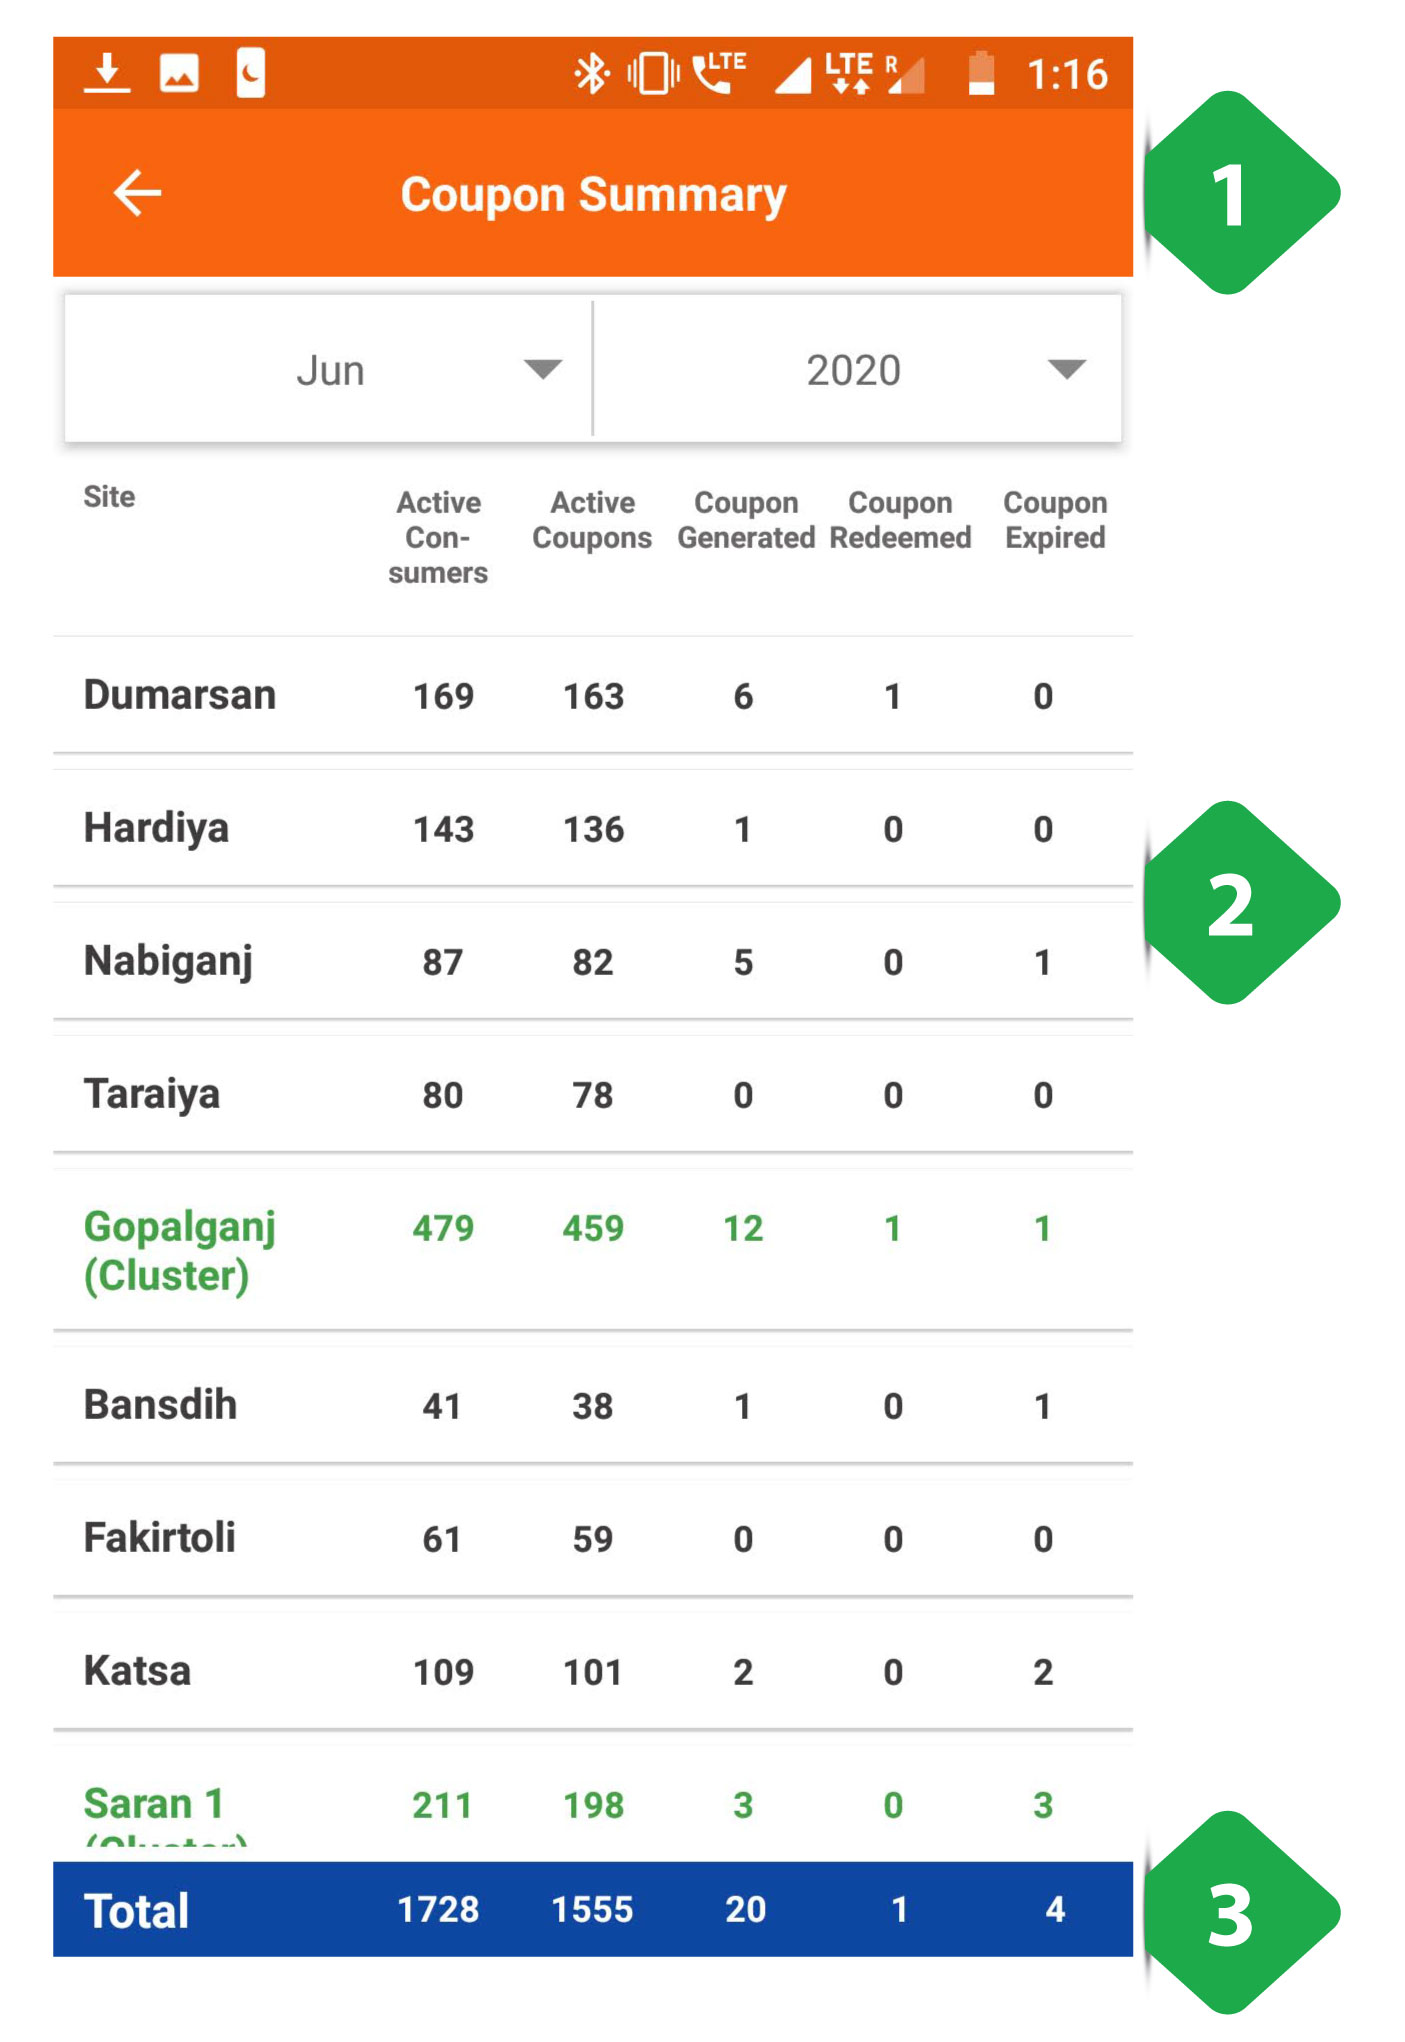 LTE LTE R 1:16
Coupon Summary
1
Jun 2020
Site Active Active Coupon Coupon Coupon
Con- Coupons Generated Redeemed Expired
sumers
Dumarsan 169 163 6 1 0
Hardiya 143 136 1 0 0
2
Nabiganj 87 82 5 0 1
Taraiya 80 78 0 0 0
Gopalganj 479 459 12 1 1
(Cluster)
Bansdih 41 38 1 0 1
Fakirtoli 61 59 0 0 0
Katsa 109 101 2 0 2
Saran 1 211 198 3 0 3
(Cluster)
Total 1728 1555 20 1 4
3